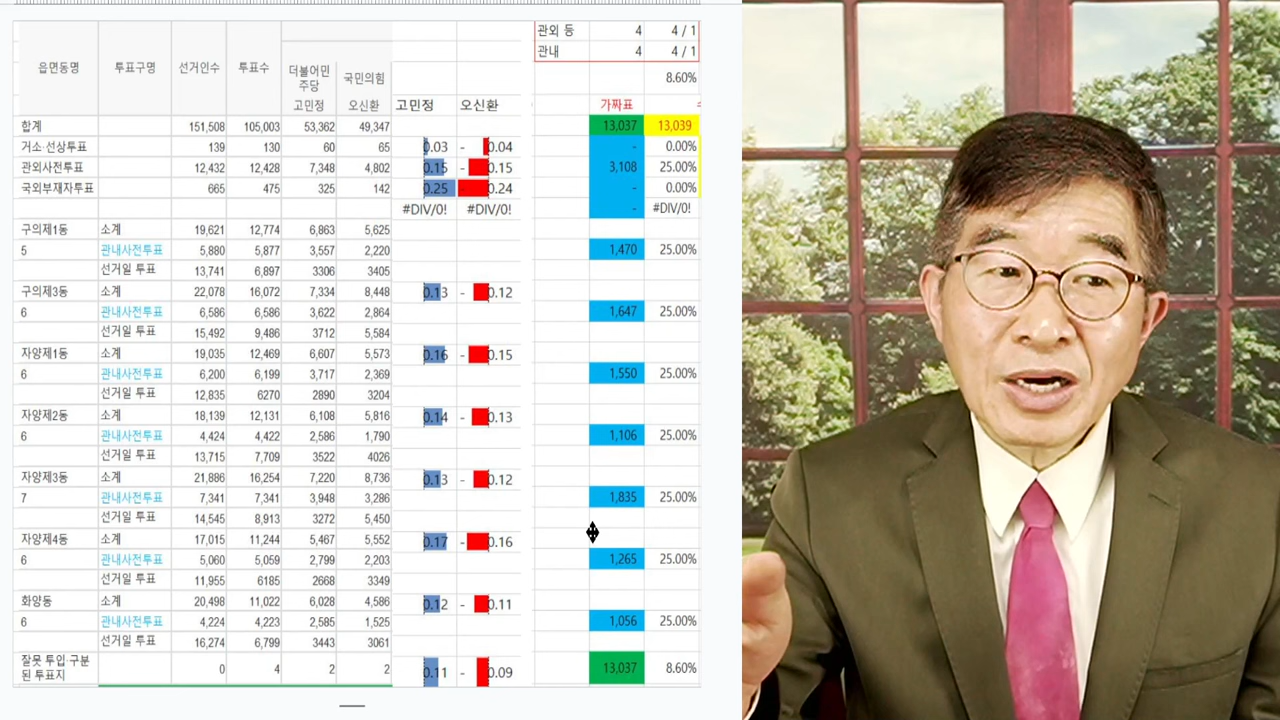 관외 등 4 4 / 1
관내 4 4 / 1
8.60%
읍면동명 투표구명 선거인수 투표수 더불어민주당 고민정 국민의힘 오신환 고민정 오신환 가짜표
합계 151,508 105,003 53,362 49,347 13,037 13,039
거소·선상투표 139 130 60 65 0.03 - 0.04 - 0.00%
관외사전투표 12,432 12,428 7,348 4,802 0.15 - 0.15 3,108 25.00%
국외부재자투표 665 475 325 142 0.25 - 0.24 - 0.00%
#DIV/0! #DIV/0! - #DIV/0!
구의제1동 소계 19,621 12,774 6,863 5,625
5 관내사전투표 5,880 5,877 3,557 2,220 1,470 25.00%
선거일 투표 13,741 6,897 3306 3405
구의제3동 소계 22,078 16,072 7,334 8,448 0.13 - 0.12
6 관내사전투표 6,586 6,586 3,622 2,864 1,647 25.00%
선거일 투표 15,492 9,486 3712 5,584
자양제1동 소계 19,035 12,469 6,607 5,573 0.16 - 0.15
6 관내사전투표 6,200 6,199 3,717 2,369 1,550 25.00%
선거일 투표 12,835 6270 2890 3204
자양제2동 소계 18,139 12,131 6,108 5,816 0.14 - 0.13
6 관내사전투표 4,424 4,422 2,586 1,790 1,106 25.00%
선거일 투표 13,715 7,709 3522 4026
자양제3동 소계 21,886 16,254 7,220 8,736 0.13 - 0.12
7 관내사전투표 7,341 7,341 3,948 3,286 1,835 25.00%
선거일 투표 14,545 8,913 3272 5,450
자양제4동 소계 17,015 11,244 5,467 5,552 0.17 - 0.16
6 관내사전투표 5,060 5,059 2,799 2,203 1,265 25.00%
선거일 투표 11,955 6185 2668 3349
화양동 소계 20,498 11,022 6,028 4,586 0.12 - 0.11
6 관내사전투표 4,224 4,223 2,585 1,525 1,056 25.00%
선거일 투표 16,274 6,799 3443 3061
잘못 투입·구분
된 투표지 0 4 2 2 0.11 - 0.09 13,037 8.60%